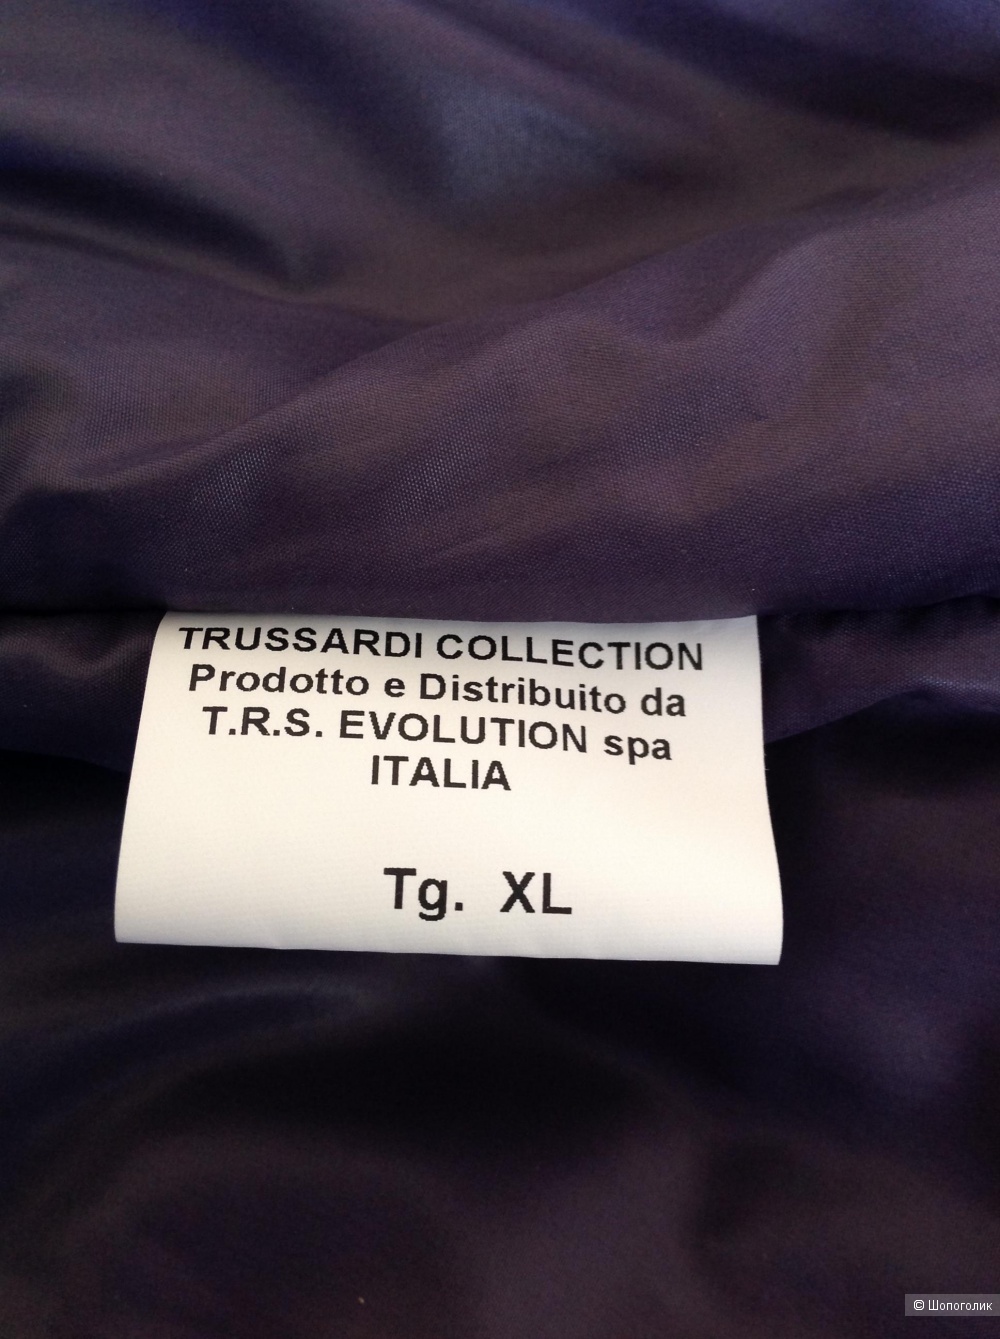 TRUSSARDI COLLECTION
Prodotto e Distribuito da
T.R.S. EVOLUTION spa
ITALIA
Tg. XL
© Шопоголик